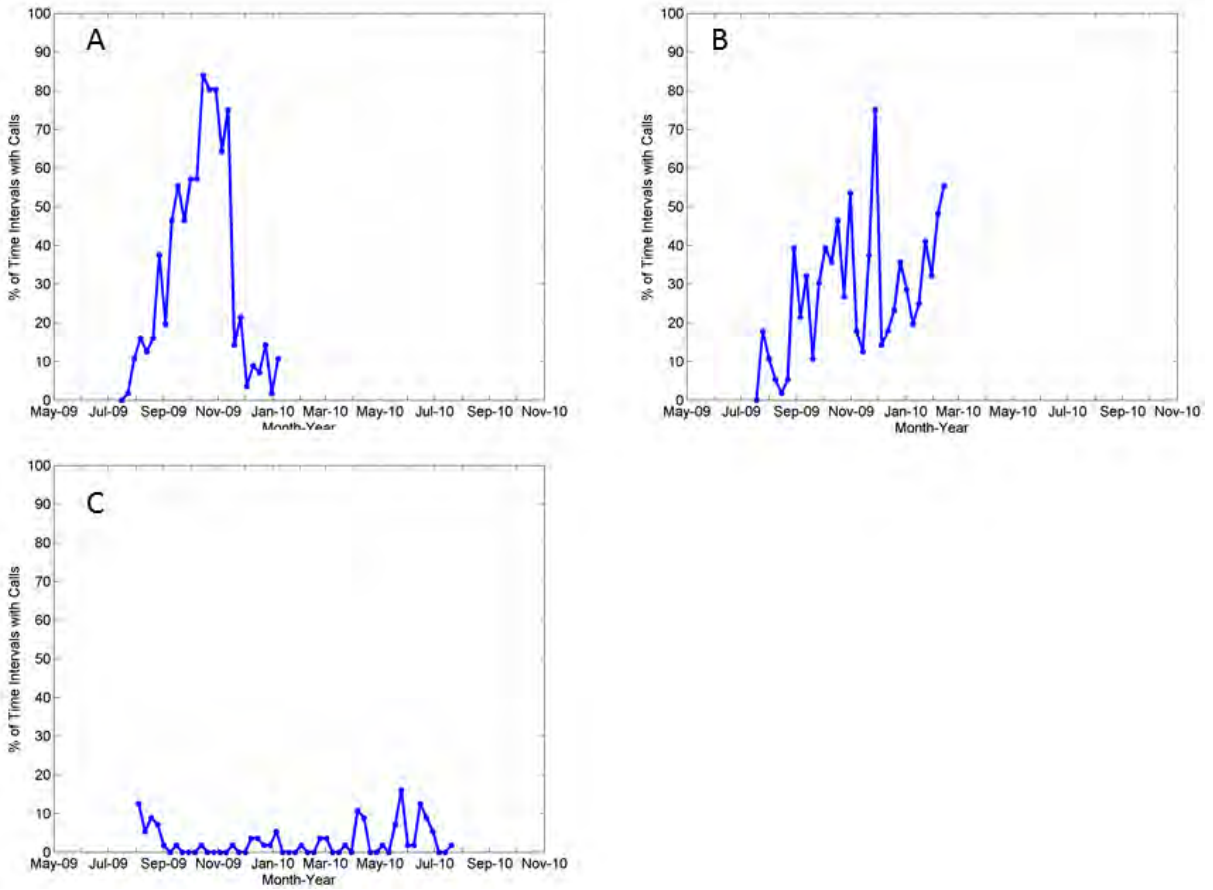 A
% of Time Intervals with Calls
100
90
80
70
60
50
40
30
20
10
0
May-09 Jul-09 Sep-09 Nov-09 Jan-10 Mar-10 May-10 Jul-10 Sep-10 Nov-10
Month-Year
B
% of Time Intervals with Calls
100
90
80
70
60
50
40
30
20
10
0
May-09 Jul-09 Sep-09 Nov-09 Jan-10 Mar-10 May-10 Jul-10 Sep-10 Nov-10
Month-Year
C
% of Time Intervals with Calls
100
90
80
70
60
50
40
30
20
10
0
May-09 Jul-09 Sep-09 Nov-09 Jan-10 Mar-10 May-10 Jul-10 Sep-10 Nov-10
Month-Year